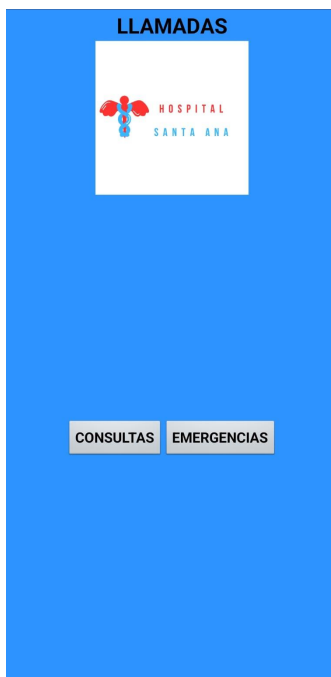 LLAMADAS
HOSPITAL
SANTA ANA
CONSULTAS
EMERGENCIAS